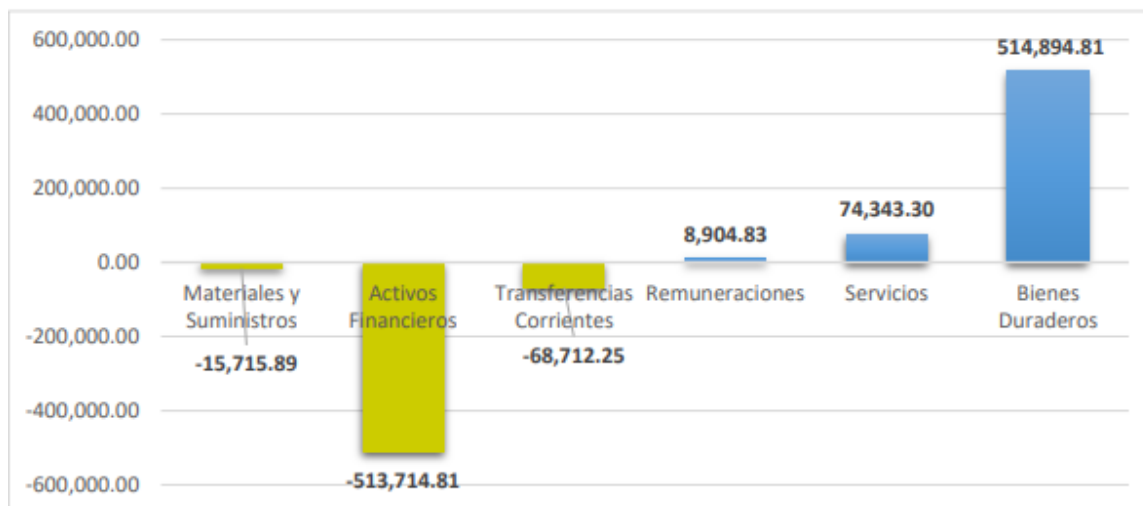 600,000.00
400,000.00
200,000.00
0.00
-200,000.00
-400,000.00
-600,000.00
514,894.81
74,343.30
8,904.83
Materiales y
Suministros
Activos
Financieros
Transferencias
Corrientes
Remuneraciones
Servicios
Bienes
Duraderos
-15,715.89
-68,712.25
-513,714.81